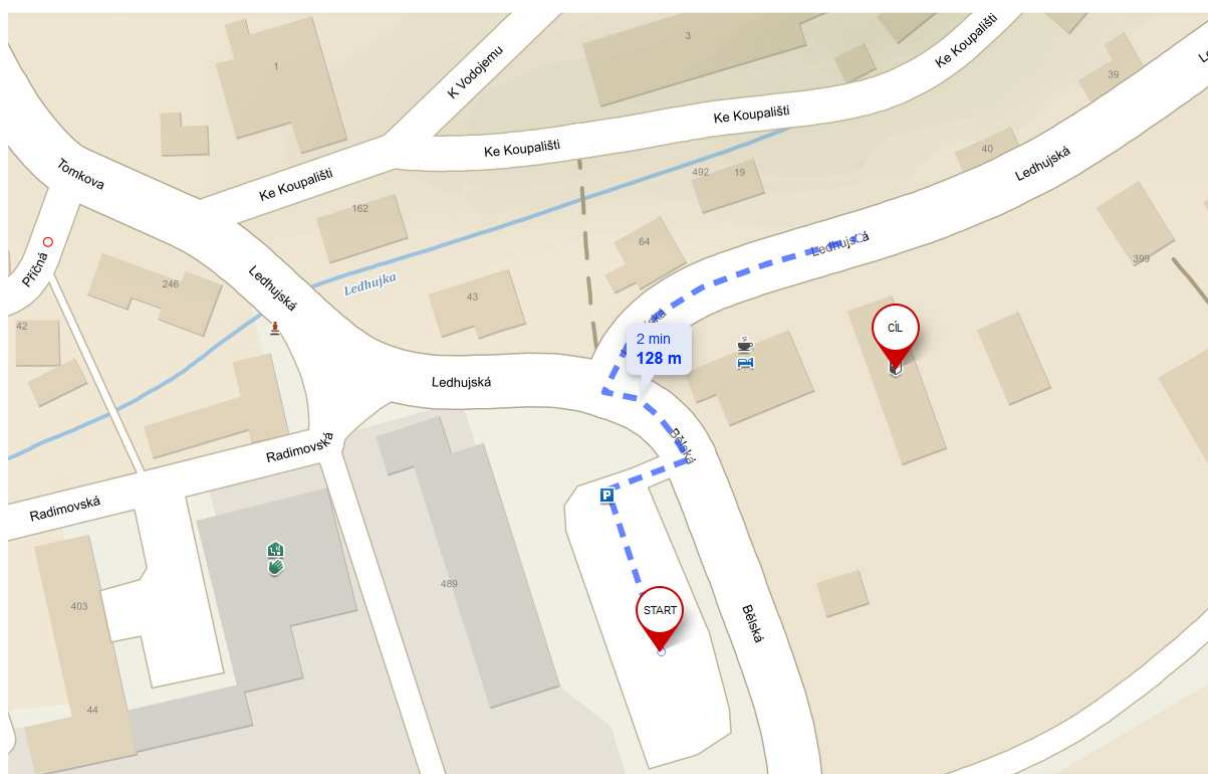 3
Ke Koupališti
K Vodojemu
1
39
Ke Koupališti
Ke Koupališti
40
Tomkova
Ke Koupališti
492
19
Ledhujská
162
64
Ledhujská
Příčná
Ledhujská
246
Ledhujka
399
43
42
2 min
128 m
CÍL
Ledhujská
Bělská
Radimovská
P
Radimovská
489
403
START
Bělská
44